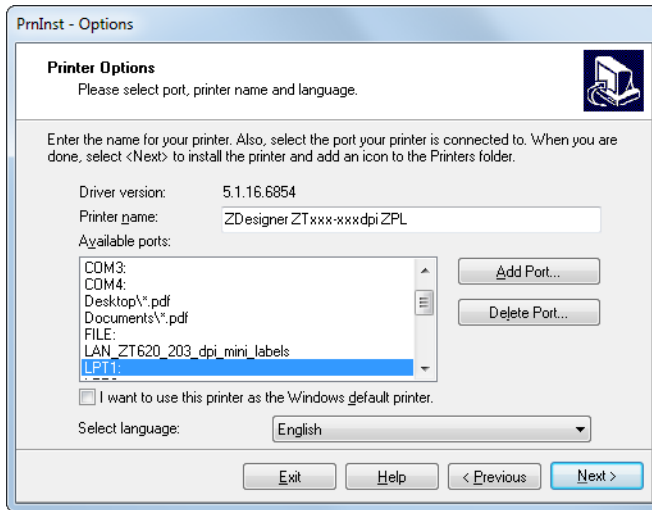 PrnInst - Options
Printer Options
Please select port, printer name and language.
Enter the name for your printer. Also, select the port your printer is connected to. When you are
done, select <Next> to install the printer and add an icon to the Printers folder.
Driver version: 5.1.16.6854
Printer name: ZDesigner ZTxxx-xxxdpi ZPL
Available ports:
COM3:
COM4:
Desktop\*.pdf
Documents\*.pdf
FILE:
LAN_ZT620_203_dpi_mini_labels
LPT1:
Add Port...
Delete Port...
I want to use this printer as the Windows default printer.
Select language: English
Exit Help < Previous Next >